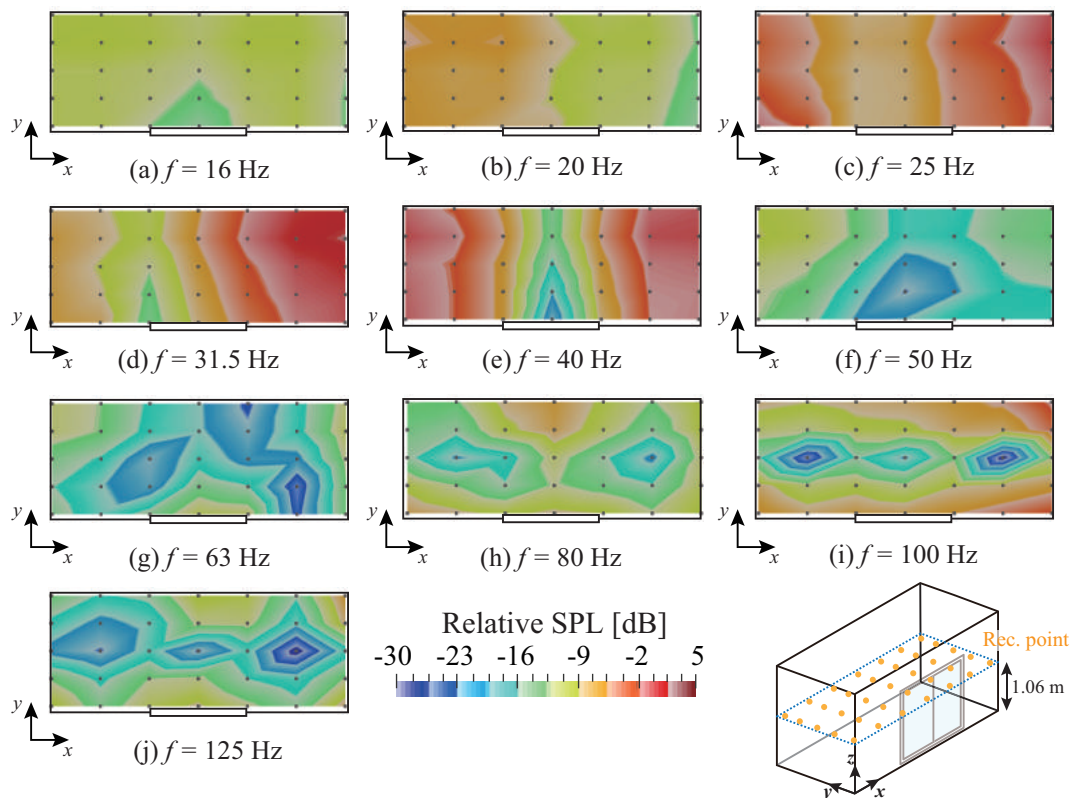 y
x
(a) f = 16 Hz
y
x
(b) f = 20 Hz
y
x
(c) f = 25 Hz
y
x
(d) f = 31.5 Hz
y
x
(e) f = 40 Hz
y
x
(f) f = 50 Hz
y
x
(g) f = 63 Hz
y
x
(h) f = 80 Hz
y
x
(i) f = 100 Hz
y
x
(j) f = 125 Hz
Relative SPL [dB]
-30 -23 -16 -9 -2 5
Rec. point
1.06 m
z
y
x